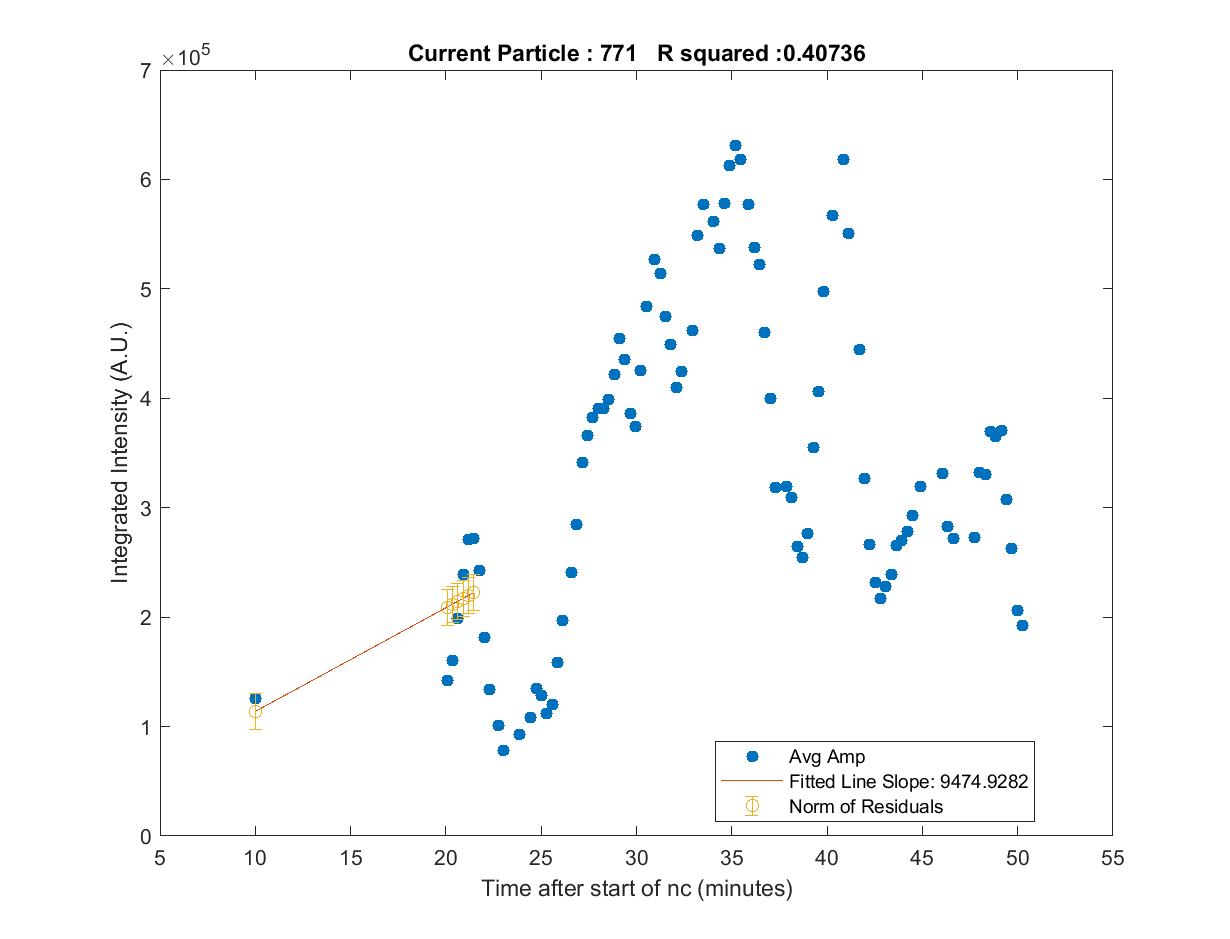 Current Particle : 771   R squared :0.40736
×10^5
7
6
5
4
3
2
1
0
Integrated Intensity (A.U.)
Avg Amp
Fitted Line Slope: 9474.9282
Norm of Residuals
5 10 15 20 25 30 35 40 45 50 55
Time after start of nc (minutes)